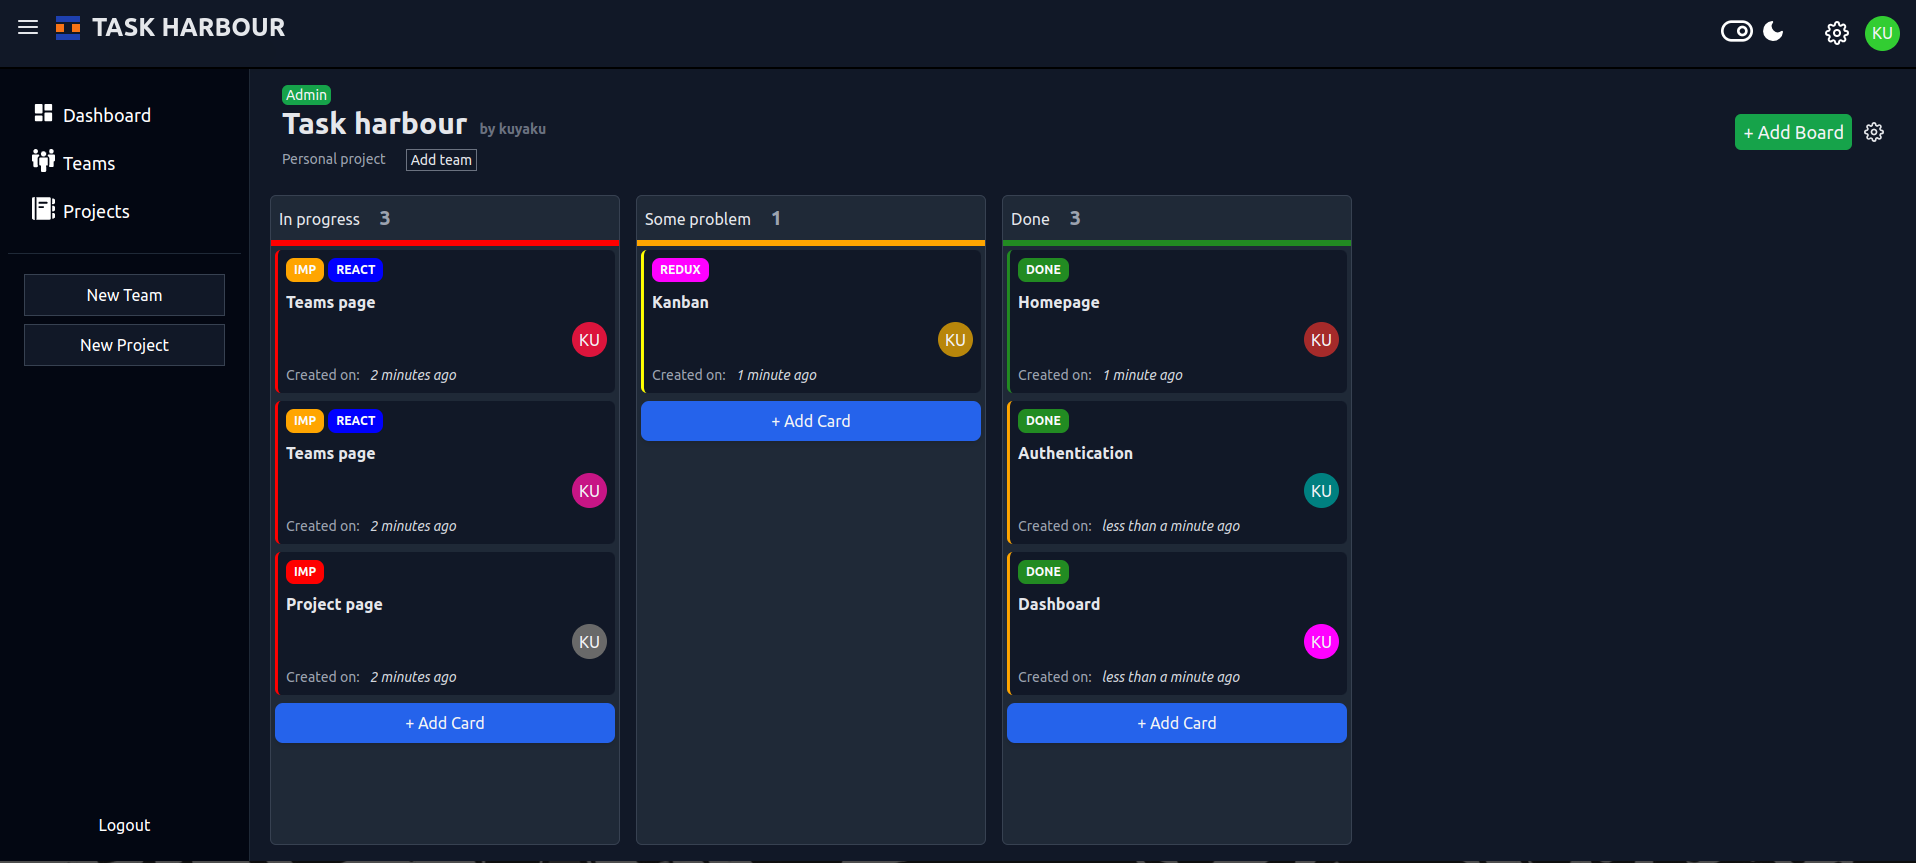 TASK HARBOUR
KU
Dashboard
Teams
Projects
New Team
New Project
Logout
Admin
Task harbour by kuyaku
Personal project Add team
+ Add Board
In progress 3
IMP REACT
Teams page
KU
Created on: 2 minutes ago
IMP REACT
Teams page
KU
Created on: 2 minutes ago
IMP
Project page
KU
Created on: 2 minutes ago
+ Add Card
Some problem 1
REDUX
Kanban
KU
Created on: 1 minute ago
+ Add Card
Done 3
DONE
Homepage
KU
Created on: 1 minute ago
DONE
Authentication
KU
Created on: less than a minute ago
DONE
Dashboard
KU
Created on: less than a minute ago
+ Add Card